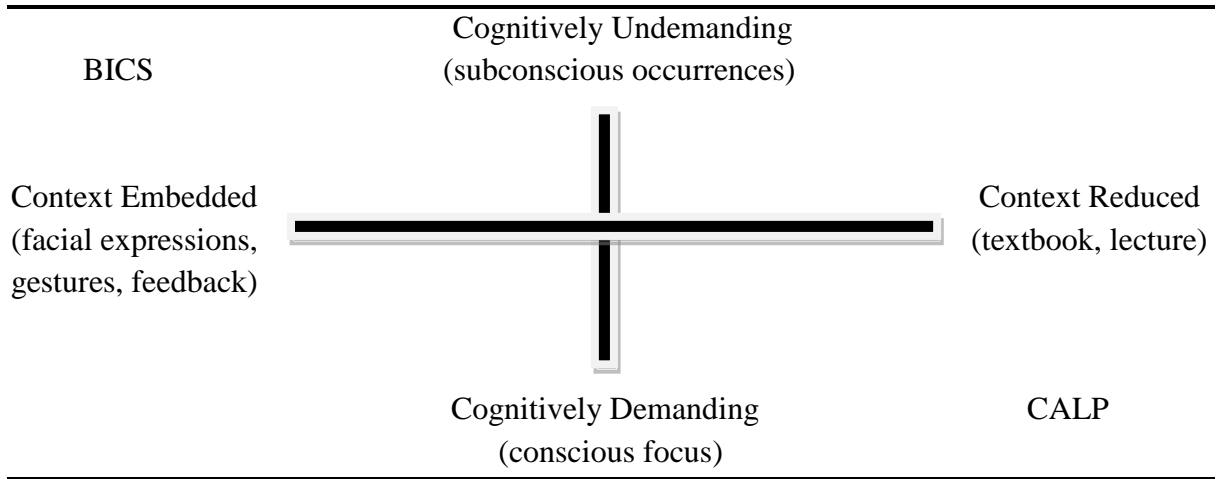 Cognitively Undemanding
BICS (subconscious occurrences)
Context Embedded
(facial expressions,
gestures, feedback)
Context Reduced
(textbook, lecture)
Cognitively Demanding
(conscious focus)
CALP